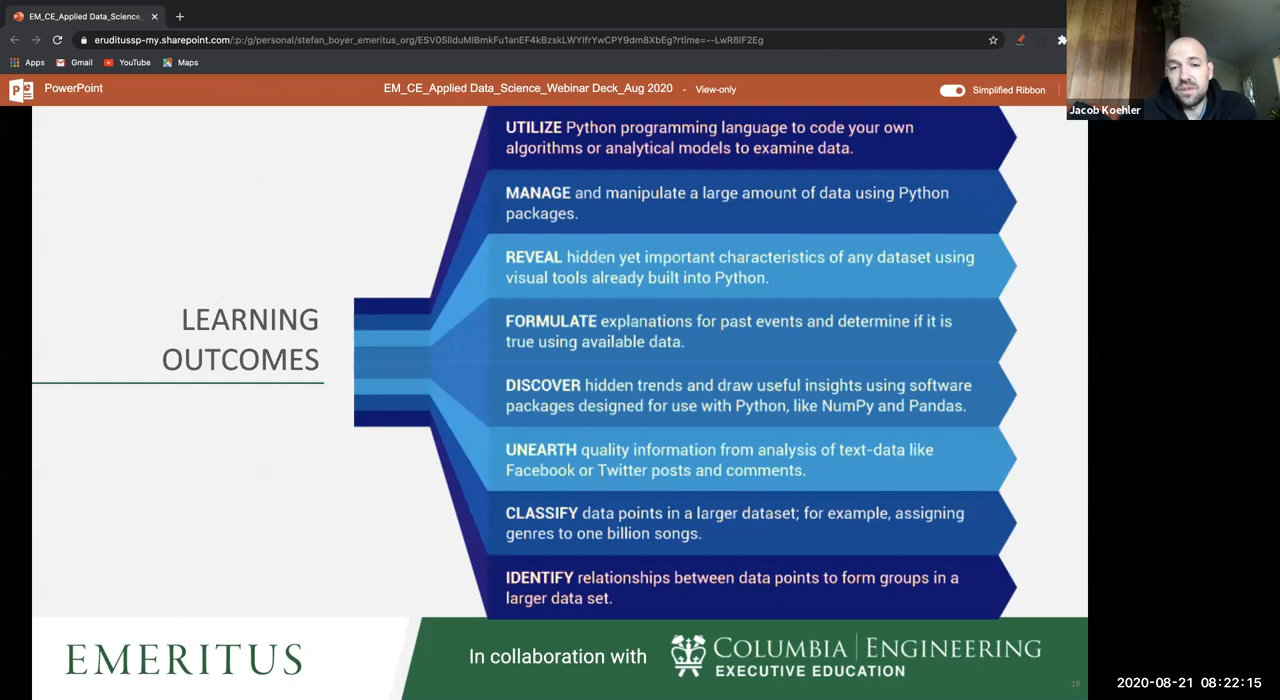 EM_CE_Applied Data_Science_
eruditussp-my.sharepoint.com/:p:/g/personal/stefan_boyer_emeritus_org/ESV0SlIduMlBmkFu1anEF4kBzskLWYIfrYwCPY9dm8XbEg?rtime=--LwR8lF2Eg
Apps Gmail YouTube Maps
PowerPoint
EM_CE_Applied Data_Science_Webinar Deck_Aug 2020 - View-only
Simplified Ribbon
Jacob Koehler
LEARNING
OUTCOMES
UTILIZE Python programming language to code your own
algorithms or analytical models to examine data.
MANAGE and manipulate a large amount of data using Python
packages.
REVEAL hidden yet important characteristics of any dataset using
visual tools already built into Python.
FORMULATE explanations for past events and determine if it is
true using available data.
DISCOVER hidden trends and draw useful insights using software
packages designed for use with Python, like NumPy and Pandas.
UNEARTH quality information from analysis of text-data like
Facebook or Twitter posts and comments.
CLASSIFY data points in a larger dataset; for example, assigning
genres to one billion songs.
IDENTIFY relationships between data points to form groups in a
larger data set.
EMERITUS
In collaboration with
COLUMBIA | ENGINEERING
EXECUTIVE EDUCATION
19
2020-08-21 08:22:15